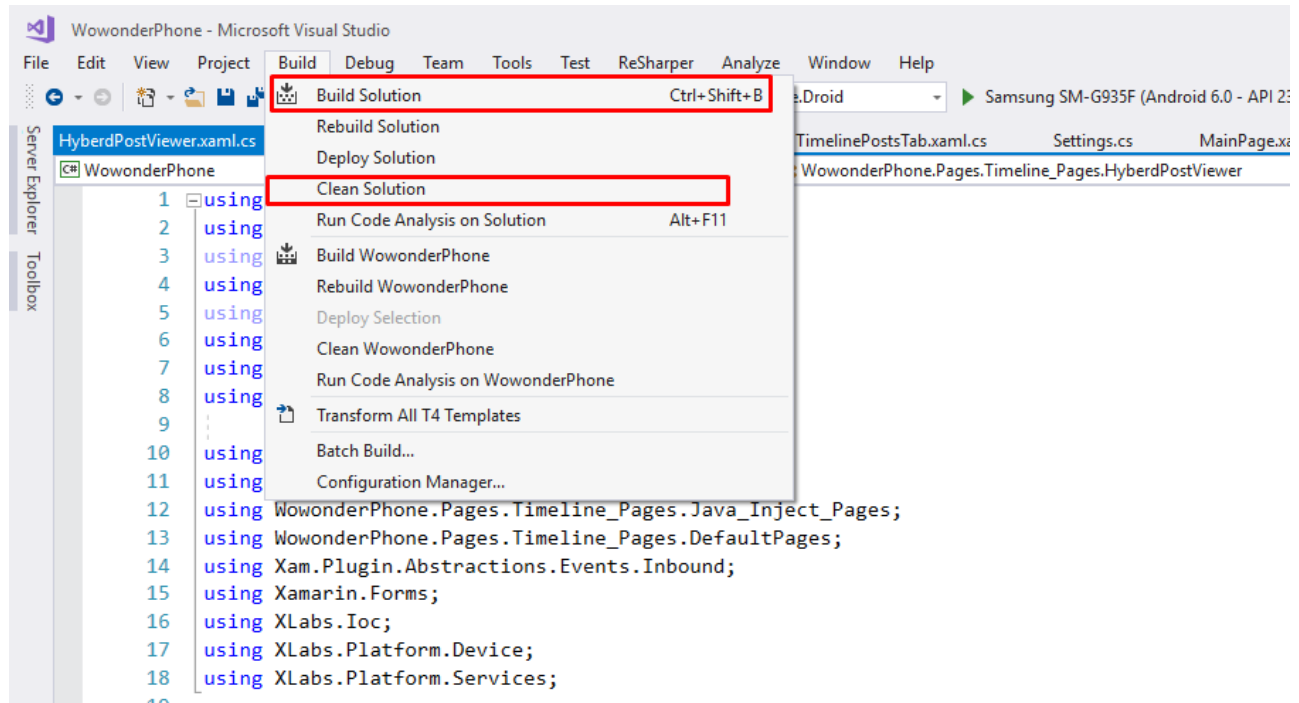 WowonderPhone - Microsoft Visual Studio
File Edit View Project Build Debug Team Tools Test ReSharper Analyze Window Help
.Droid Samsung SM-G935F (Android 6.0 - API 23
Build Solution Ctrl+Shift+B
Rebuild Solution
Deploy Solution
Clean Solution
Run Code Analysis on Solution Alt+F11
Build WowonderPhone
Rebuild WowonderPhone
Deploy Selection
Clean WowonderPhone
Run Code Analysis on WowonderPhone
Transform All T4 Templates
Batch Build...
Configuration Manager...
Server Explorer
Toolbox
HyberdPostViewer.xaml.cs TimelinePostsTab.xaml.cs Settings.cs MainPage.xa
C# WowonderPhone WowonderPhone.Pages.Timeline_Pages.HyberdPostViewer
1 using
2 using
3 using
4 using
5 using
6 using
7 using
8 using
9
10 using
11 using
12 using WowonderPhone.Pages.Timeline_Pages.Java_Inject_Pages;
13 using WowonderPhone.Pages.Timeline_Pages.DefaultPages;
14 using Xam.Plugin.Abstractions.Events.Inbound;
15 using Xamarin.Forms;
16 using XLabs.Ioc;
17 using XLabs.Platform.Device;
18 using XLabs.Platform.Services;